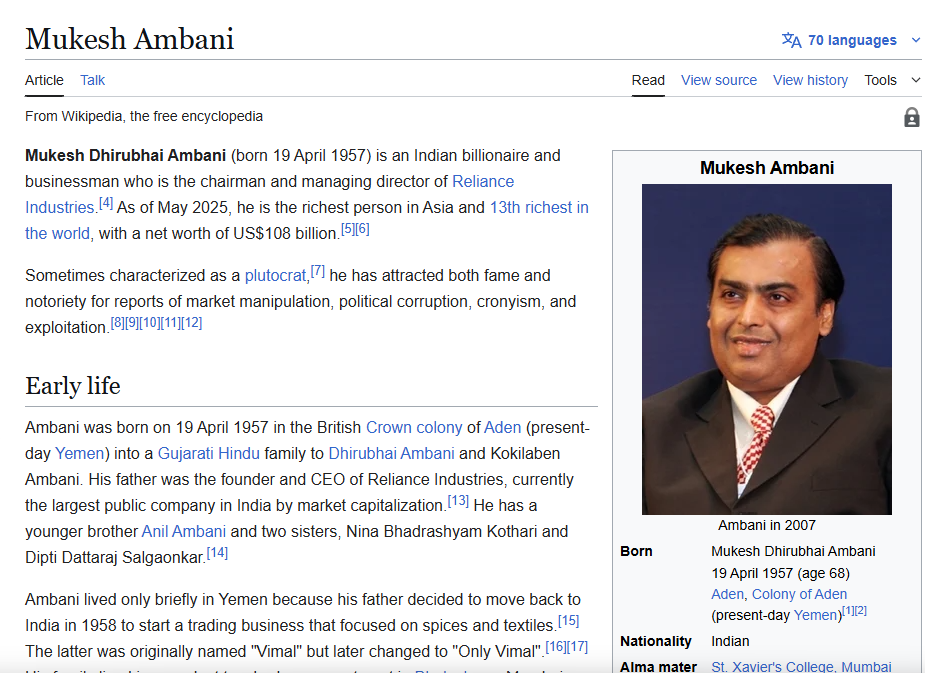 Mukesh Ambani
70 languages
Article Talk
Read View source View history Tools
From Wikipedia, the free encyclopedia
Mukesh Dhirubhai Ambani (born 19 April 1957) is an Indian billionaire and
businessman who is the chairman and managing director of Reliance
Industries.[4] As of May 2025, he is the richest person in Asia and 13th richest in
the world, with a net worth of US$108 billion.[5][6]
Sometimes characterized as a plutocrat,[7] he has attracted both fame and
notoriety for reports of market manipulation, political corruption, cronyism, and
exploitation.[8][9][10][11][12]
Early life
Ambani was born on 19 April 1957 in the British Crown colony of Aden (present-
day Yemen) into a Gujarati Hindu family to Dhirubhai Ambani and Kokilaben
Ambani. His father was the founder and CEO of Reliance Industries, currently
the largest public company in India by market capitalization.[13] He has a
younger brother Anil Ambani and two sisters, Nina Bhadrashyam Kothari and
Dipti Dattaraj Salgaonkar.[14]
Ambani lived only briefly in Yemen because his father decided to move back to
India in 1958 to start a trading business that focused on spices and textiles.[15]
The latter was originally named "Vimal" but later changed to "Only Vimal".[16][17]
Mukesh Ambani
Ambani in 2007
Born Mukesh Dhirubhai Ambani
19 April 1957 (age 68)
Aden, Colony of Aden
(present-day Yemen)[1][2]
Nationality Indian
Alma mater St. Xavier's College, Mumbai